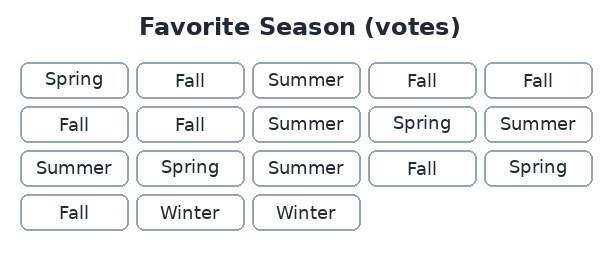 Favorite Season (votes)
Spring Fall Summer Fall Fall
Fall Fall Summer Spring Summer
Summer Spring Summer Fall Spring
Fall Winter Winter